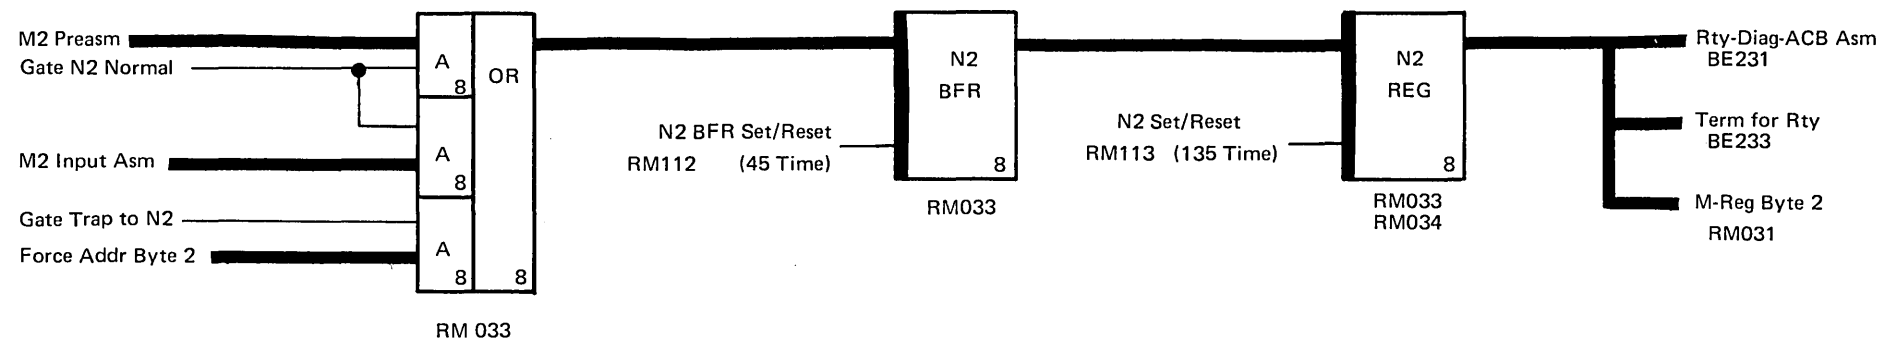 M2 Preasm
Gate N2 Normal
M2 Input Asm
Gate Trap to N2
Force Addr Byte 2
A
8
A
8
A
8
OR
8
RM 033
N2 BFR Set/Reset
RM112 (45 Time)
N2
BFR
8
RM033
N2 Set/Reset
RM113 (135 Time)
N2
REG
8
RM033
RM034
Rty-Diag-ACB Asm
BE231
Term for Rty
BE233
M-Reg Byte 2
RM031